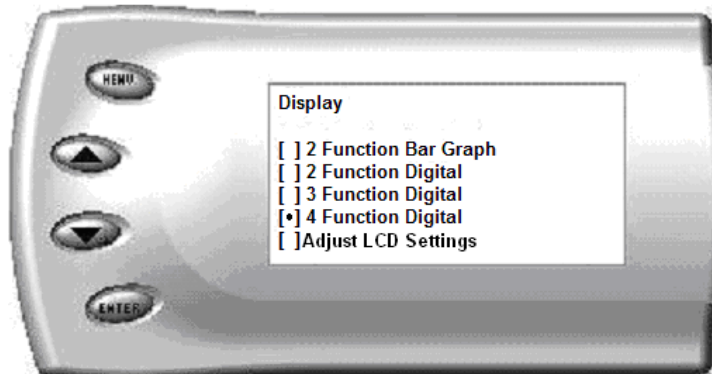 MENU
Display
[ ] 2 Function Bar Graph
[ ] 2 Function Digital
[ ] 3 Function Digital
[•] 4 Function Digital
[ ]Adjust LCD Settings
ENTER